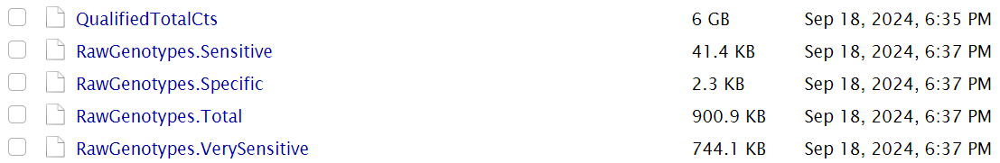 QualifiedTotalCts 6 GB Sep 18, 2024, 6:35 PM
RawGenotypes.Sensitive 41.4 KB Sep 18, 2024, 6:37 PM
RawGenotypes.Specific 2.3 KB Sep 18, 2024, 6:37 PM
RawGenotypes.Total 900.9 KB Sep 18, 2024, 6:37 PM
RawGenotypes.VerySensitive 744.1 KB Sep 18, 2024, 6:37 PM